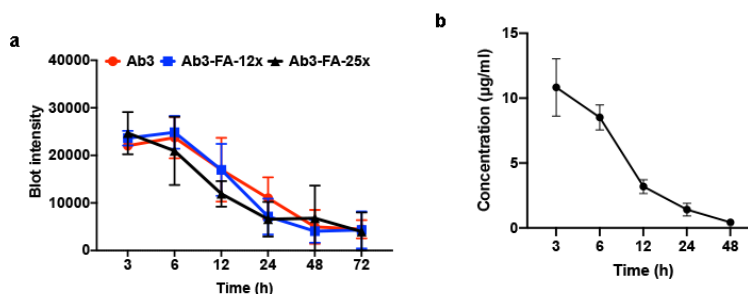 a
Ab3 Ab3-FA-12x Ab3-FA-25x
40000
30000
20000
10000
0
Blot intensity
3 6 12 24 48 72
Time (h)
b
15
10
5
0
Concentration (µg/ml)
3 6 12 24 48
Time (h)